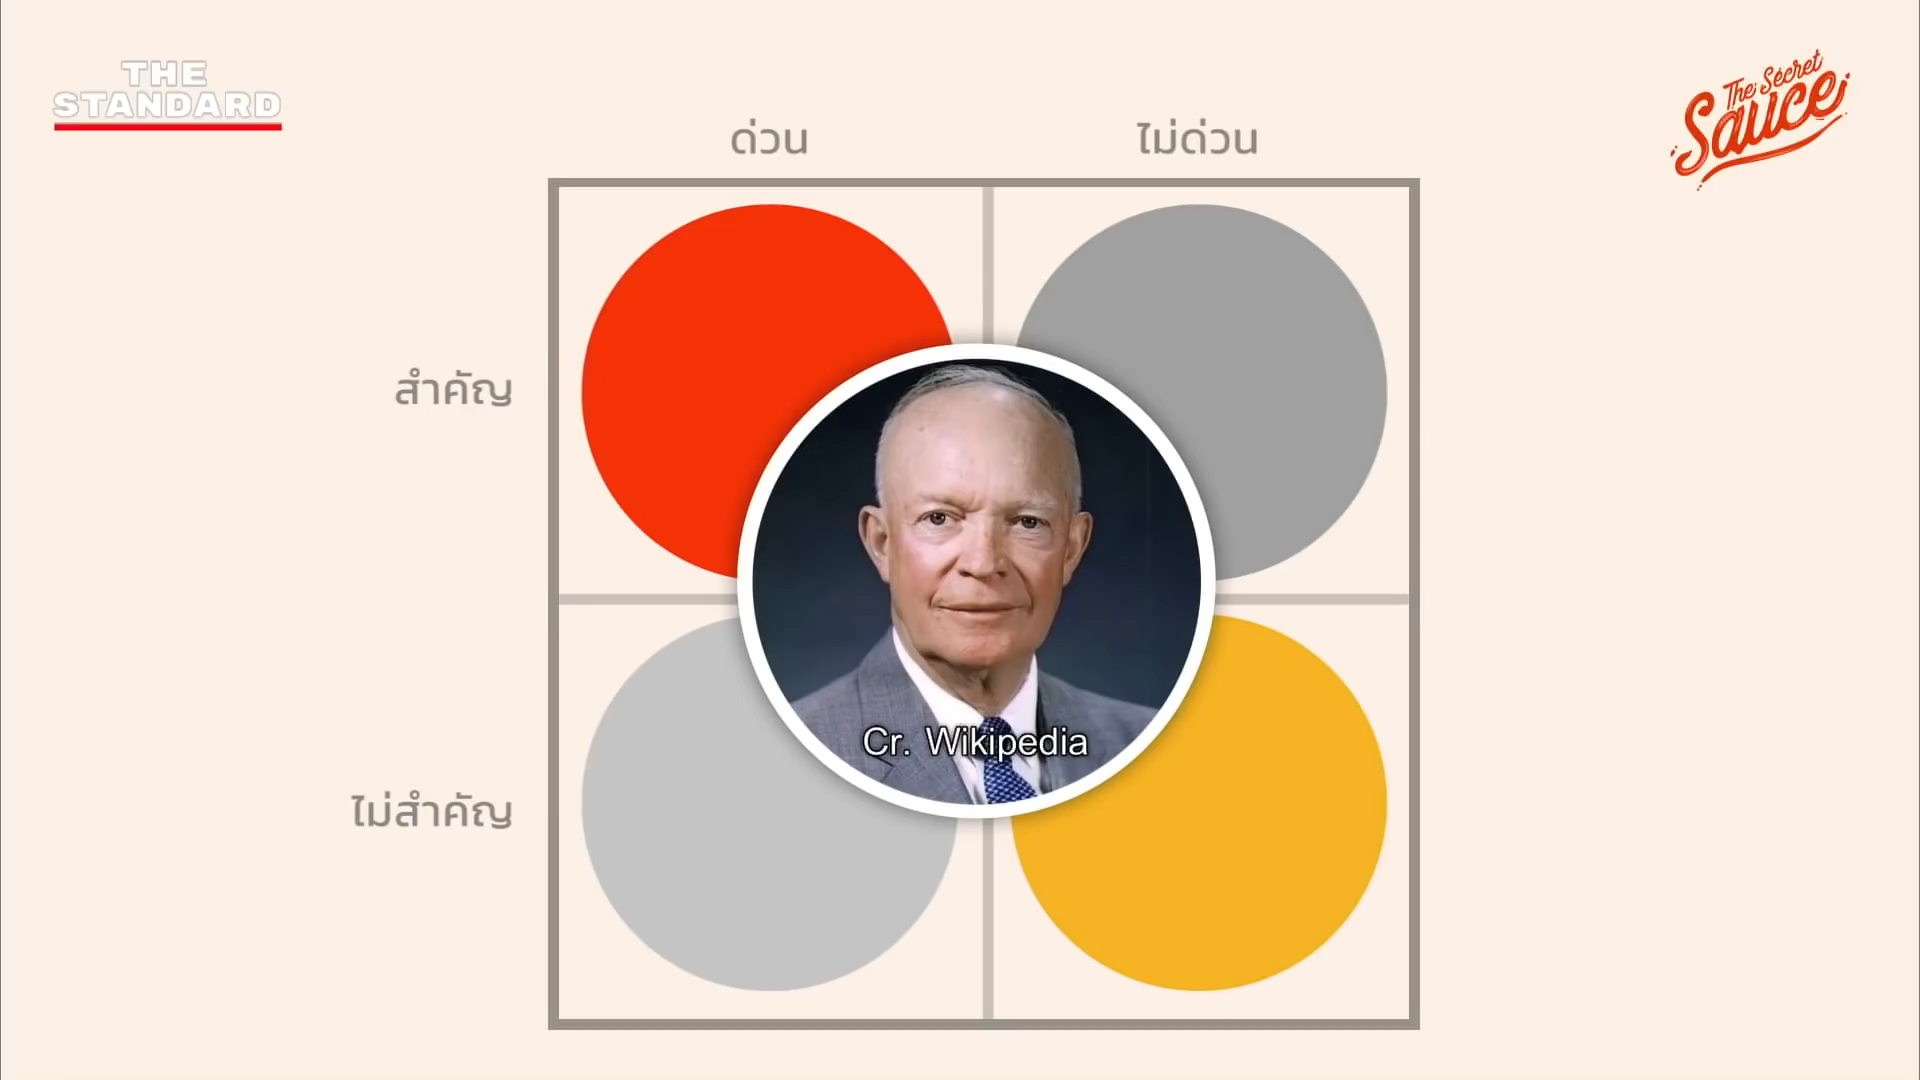 THE
STANDARD
The Secret
Sauce
ด่วน
ไม่ด่วน
สำคัญ
ไม่สำคัญ
Cr. Wikipedia